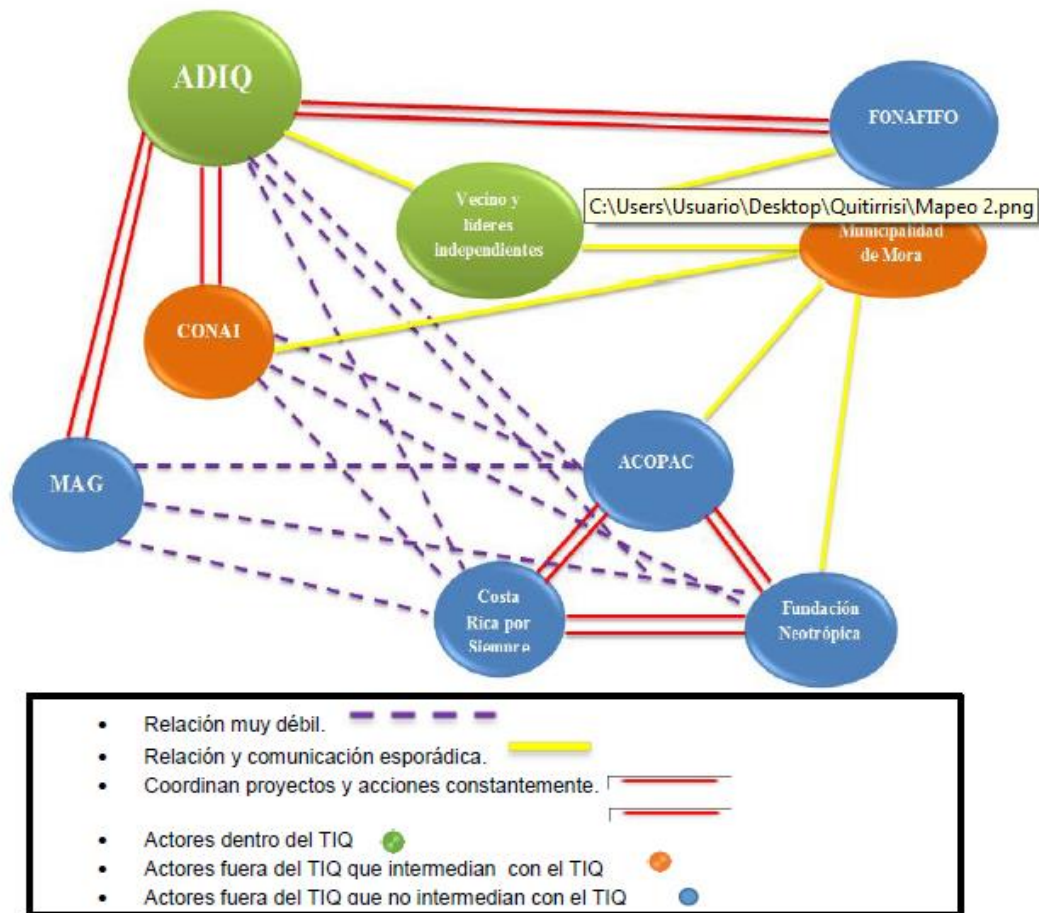 ADIQ
FONAFIFO
Vecino y
líderes
independientes
C:\Users\Usuario\Desktop\Quitirrisi\Mapeo 2.png
Municipalidad
de Mora
CONAI
ACOPAC
MAG
Costa
Rica por
Siempre
Fundación
Neotrópica
• Relación muy débil.
• Relación y comunicación esporádica.
• Coordinan proyectos y acciones constantemente.
• Actores dentro del TIQ
• Actores fuera del TIQ que intermedian con el TIQ
• Actores fuera del TIQ que no intermedian con el TIQ